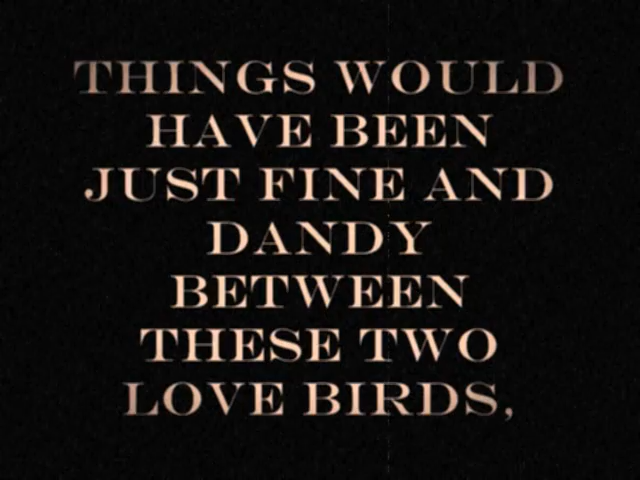 THINGS WOULD
HAVE BEEN
JUST FINE AND
DANDY
BETWEEN
THESE TWO
LOVE BIRDS,